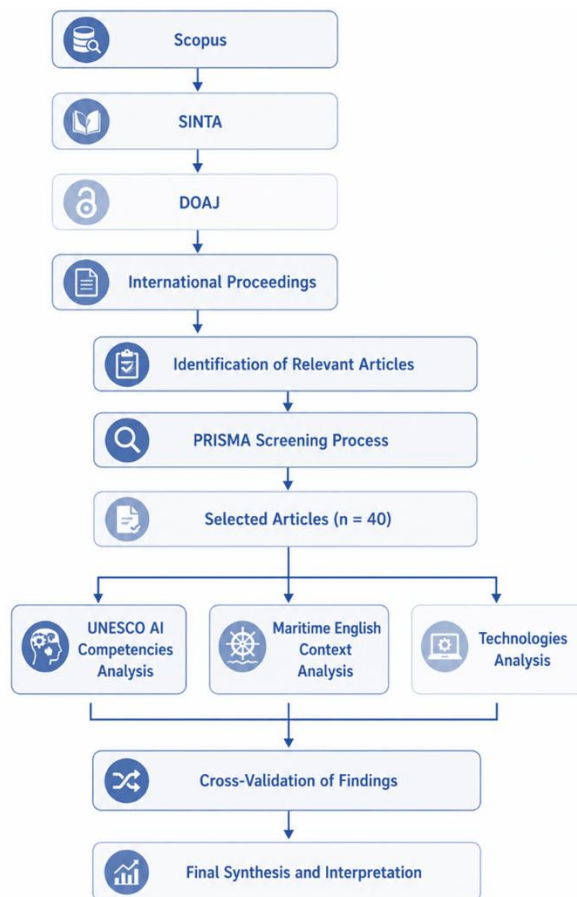 Scopus
SINTA
DOAJ
International Proceedings
Identification of Relevant Articles
PRISMA Screening Process
Selected Articles (n = 40)
UNESCO AI
Competencies
Analysis
Maritime English
Context
Analysis
Technologies
Analysis
Cross-Validation of Findings
Final Synthesis and Interpretation